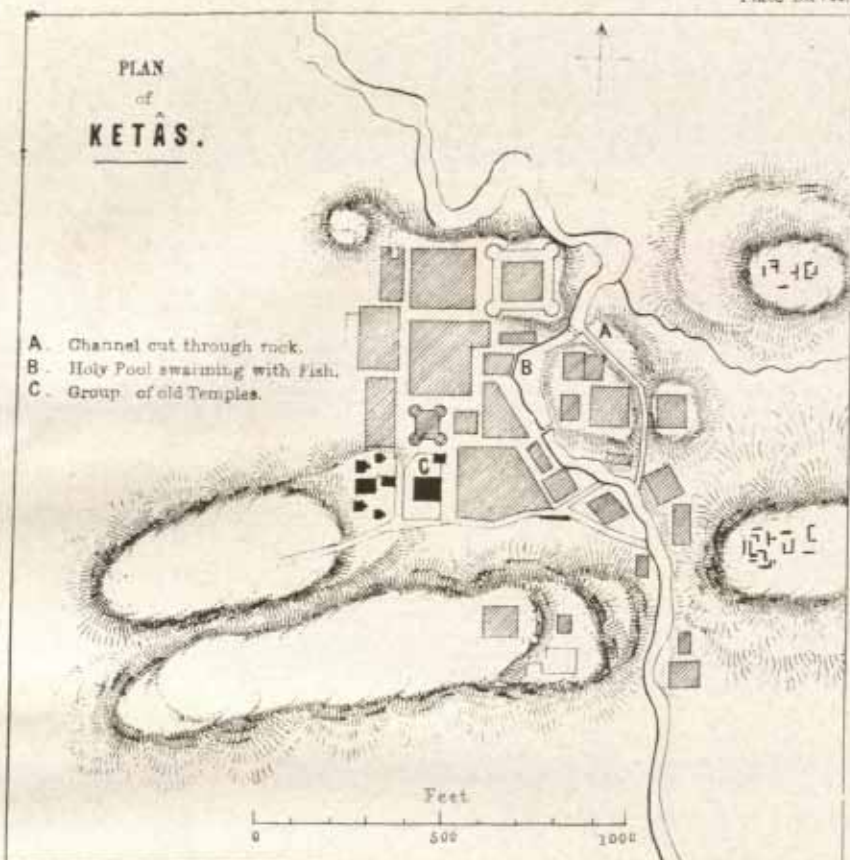 PLAN
of
KETÂS.
A. Channel cut through rock.
B. Holy Pool swarming with Fish.
C. Group of old Temples.
A
B
C
Feet
0 500 1000